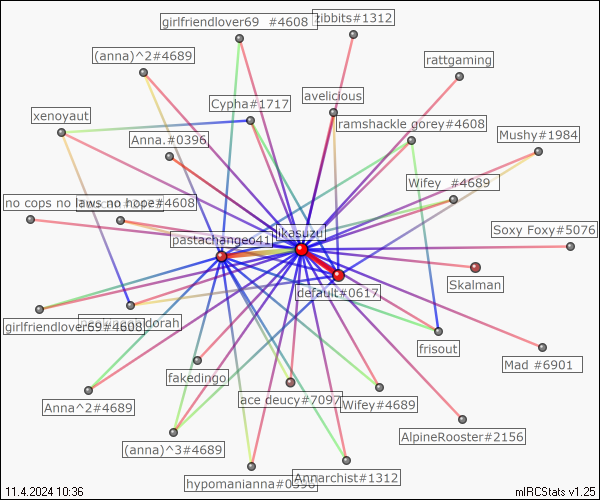 girlfriendlover69 #4608
zibbits#1312
(anna)^2#4689
rattgaming
avelicious
Cypha#1717
xenoyaut
ramshackle gorey#4608
Mushy#1984
Anna.#0396
Wifey #4689
no cops no laws no hope#4608
Soxy Foxy#5076
ikasuzu
pastachange041
Skalman
default#0617
girlfriendlover69#4608
dorah
frisout
Mad #6901
fakedingo
ace deucy#7097
Wifey#4689
Anna^2#4689
AlpineRooster#2156
(anna)^3#4689
Annarchist#1312
hypomanianna#0396
11.4.2024 10:36
mIRCStats v1.25